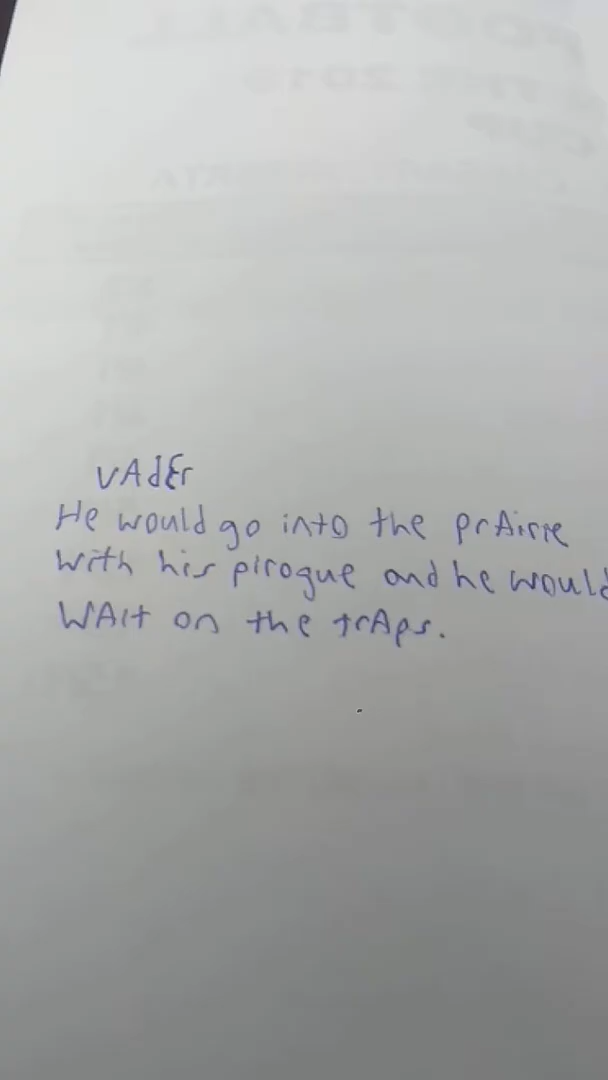 VAdEr
He would go into the prAirie
with his pirogue and he would
WAIt on the trAps.